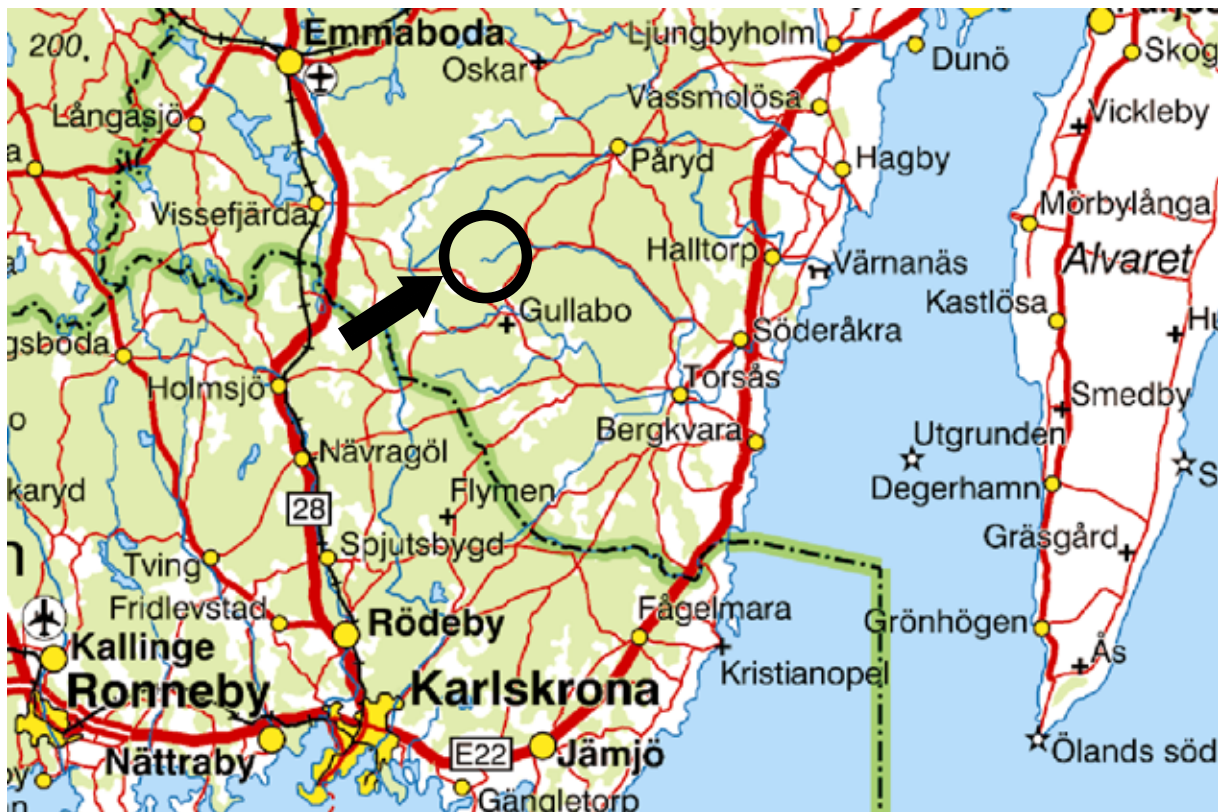 Emmaboda
200.
Oskar
Ljungbyholm
Dunö
Skog
Långasjö
Vassmolösa
Vickleby
Påryd
Hagby
Vissefjärda
Mörbylånga
Halltorp
Värnanäs
Alvaret
Gullabo
Kastlösa
gsboda
Söderåkra
Holmsjö
Torsås
Smedby
Bergkvara
Utgrunden
Nävragöl
karyd
Flymen
Degerhamn
28
Gräsgård
Tving
Spjutsbygd
Fridlevstad
Rödeby
Fågelmara
Grönhögen
Kallinge
Kristianopel
Ås
Ronneby
Karlskrona
Nättraby
E22
Jämjö
Ölands söd
Gängletorp